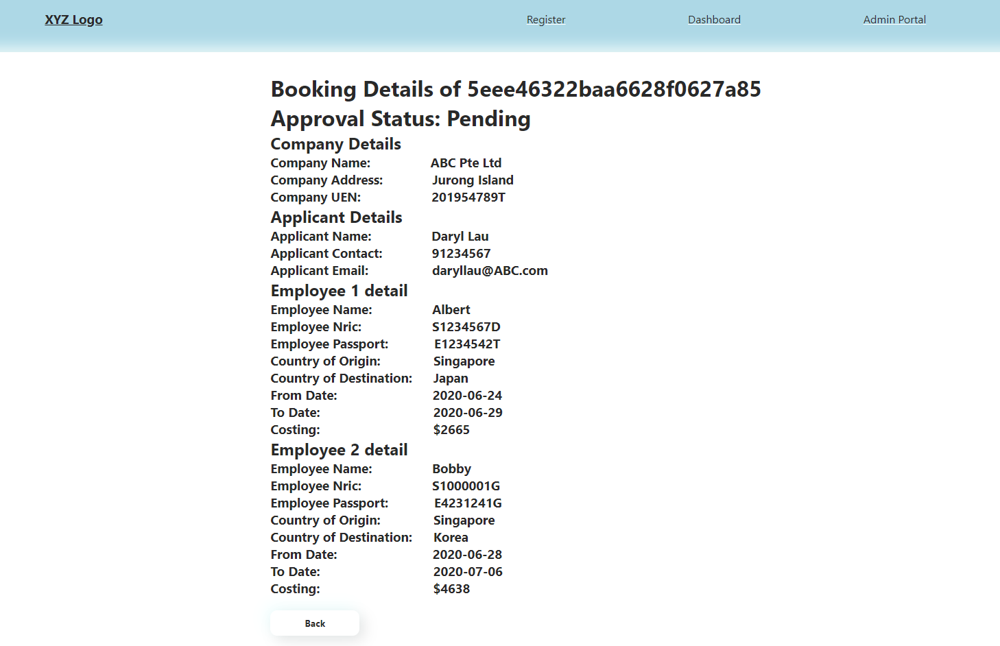 XYZ Logo Register Dashboard Admin Portal
Booking Details of 5eee46322baa6628f0627a85
Approval Status: Pending
Company Details
Company Name: ABC Pte Ltd
Company Address: Jurong Island
Company UEN: 201954789T
Applicant Details
Applicant Name: Daryl Lau
Applicant Contact: 91234567
Applicant Email: daryllau@ABC.com
Employee 1 detail
Employee Name: Albert
Employee Nric: S1234567D
Employee Passport: E1234542T
Country of Origin: Singapore
Country of Destination: Japan
From Date: 2020-06-24
To Date: 2020-06-29
Costing: $2665
Employee 2 detail
Employee Name: Bobby
Employee Nric: S1000001G
Employee Passport: E4231241G
Country of Origin: Singapore
Country of Destination: Korea
From Date: 2020-06-28
To Date: 2020-07-06
Costing: $4638
Back